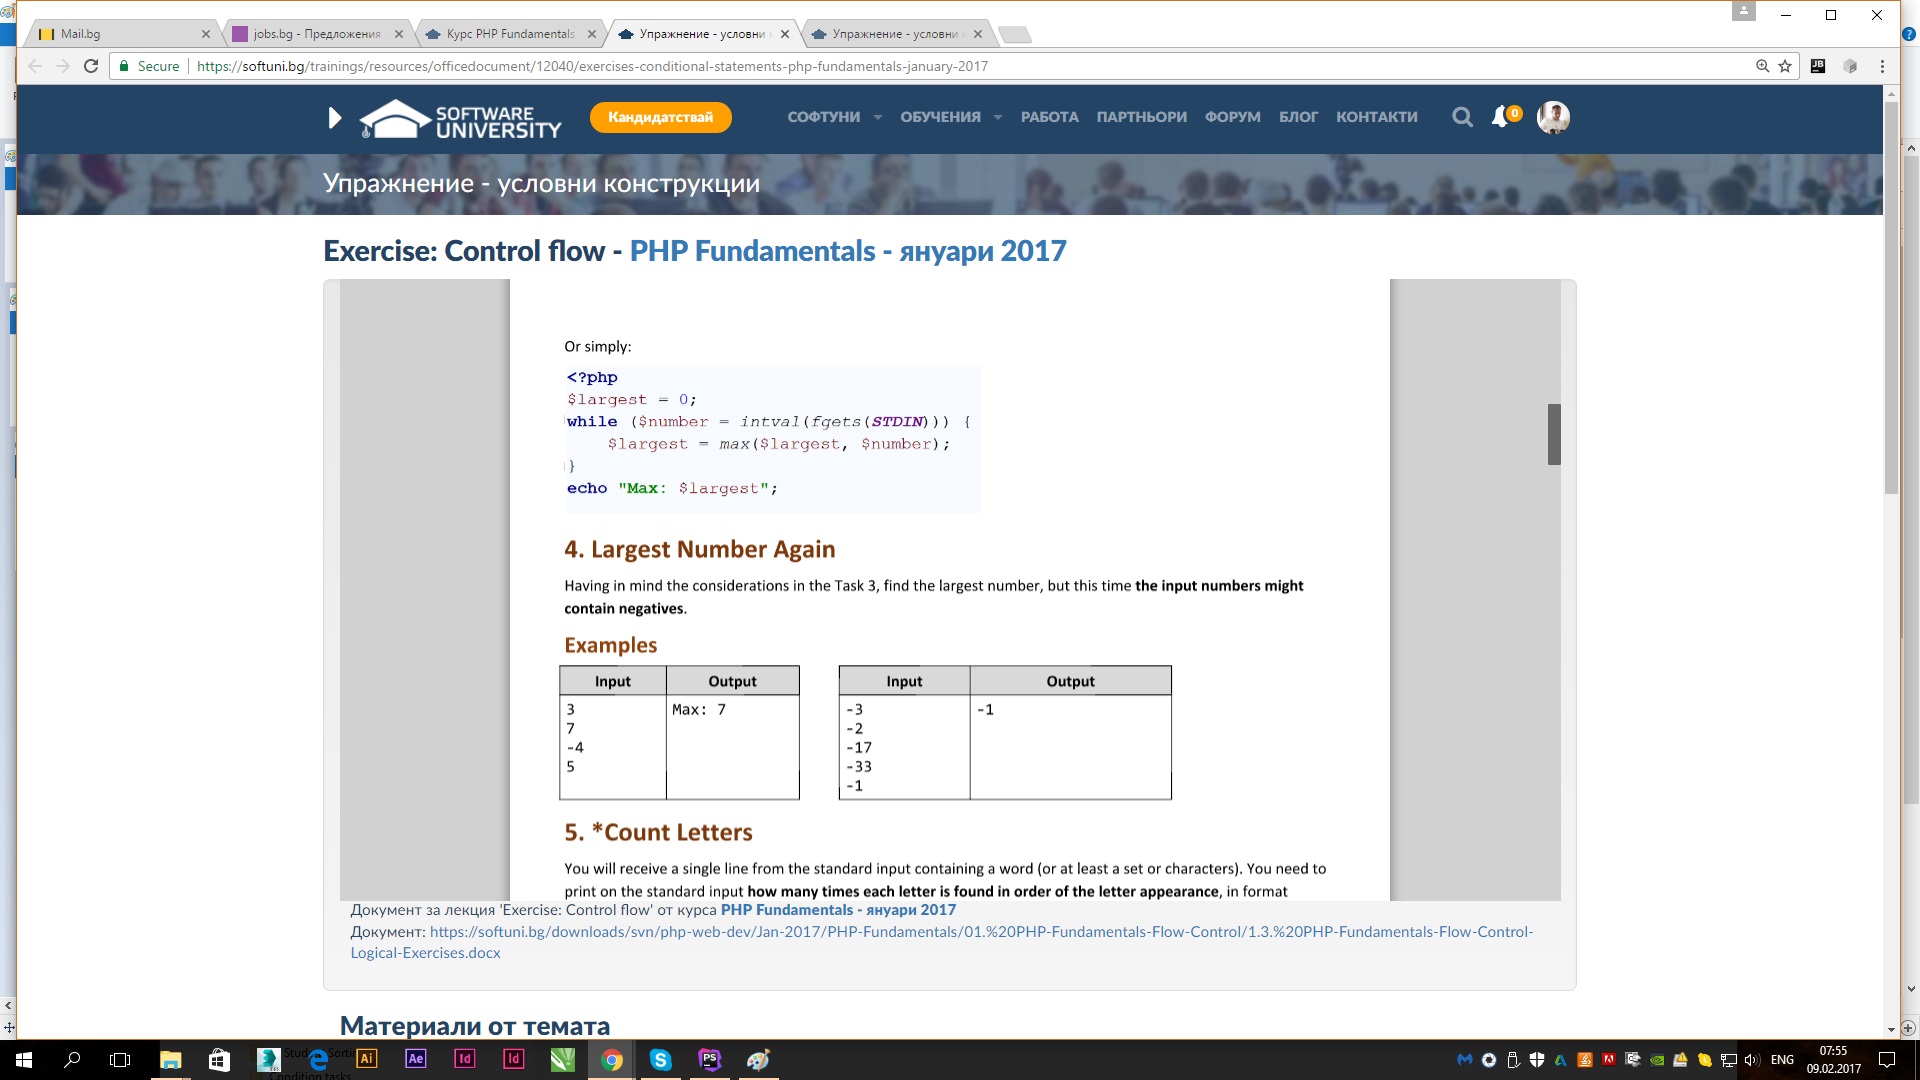 Mail.bg
jobs.bg - Предложения
Курс PHP Fundamentals
Упражнение - условни
Упражнение - условни
Secure
https://softuni.bg/trainings/resources/officedocument/12040/exercises-conditional-statements-php-fundamentals-january-2017
JB
SOFTWARE
UNIVERSITY
Кандидатствай
СОФТУНИ
ОБУЧЕНИЯ
РАБОТА
ПАРТНЬОРИ
ФОРУМ
БЛОГ
КОНТАКТИ
0
Упражнение - условни конструкции
Exercise: Control flow - PHP Fundamentals - януари 2017
Or simply:
<?php
$largest = 0;
while ($number = intval(fgets(STDIN))) {
$largest = max($largest, $number);
}
echo "Max: $largest";
4. Largest Number Again
Having in mind the considerations in the Task 3, find the largest number, but this time the input numbers might
contain negatives.
Examples
Input Output
3 Max: 7
7
-4
5
Input Output
-3 -1
-2
-17
-33
-1
5. *Count Letters
You will receive a single line from the standard input containing a word (or at least a set or characters). You need to
print on the standard input how many times each letter is found in order of the letter appearance, in format
Документ за лекция 'Exercise: Control flow' от курса PHP Fundamentals - януари 2017
Документ: https://softuni.bg/downloads/svn/php-web-dev/Jan-2017/PHP-Fundamentals/01.%20PHP-Fundamentals-Flow-Control/1.3.%20PHP-Fundamentals-Flow-Control-
Logical-Exercises.docx
Материали от темата
Ai
Ae
Id
Id
PS
ENG
07:55
09.02.2017